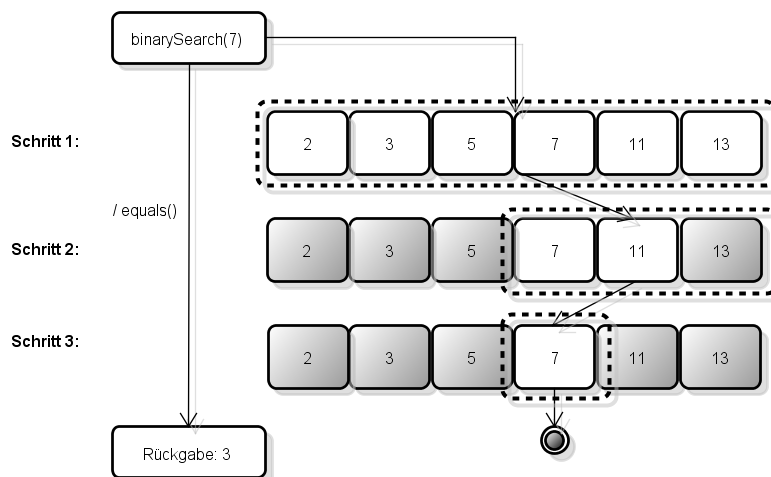 binarySearch(7)
Schritt 1:
2 3 5 7 11 13
/ equals()
Schritt 2:
2 3 5 7 11 13
Schritt 3:
2 3 5 7 11 13
Rückgabe: 3